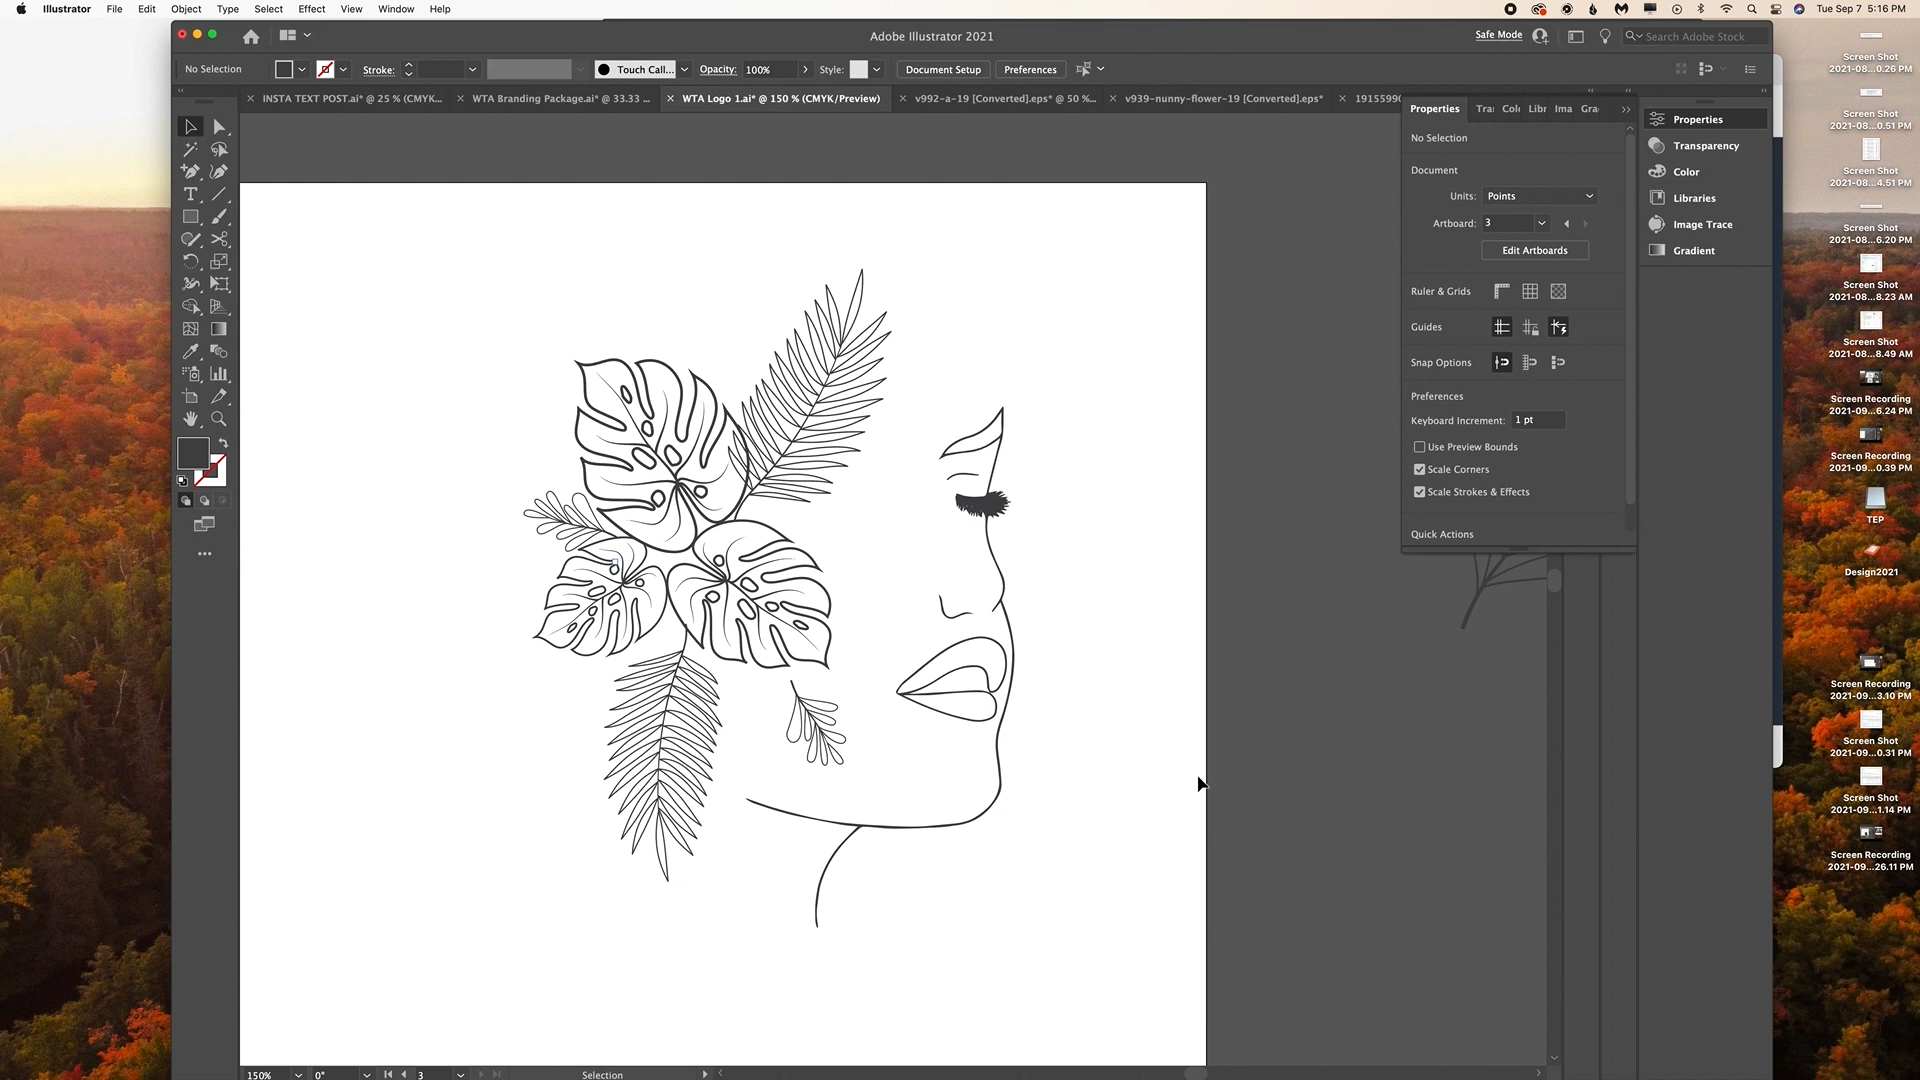 Illustrator File Edit Object Type Select Effect View Window Help
Tue Sep 7 5:16 PM
Adobe Illustrator 2021
Safe Mode
Search Adobe Stock
No Selection
Stroke:
Touch Call...
Opacity: 100%
Style:
Document Setup
Preferences
INSTA TEXT POST.ai* @ 25 % (CMYK...
WTA Branding Package.ai* @ 33.33 ...
WTA Logo 1.ai* @ 150 % (CMYK/Preview)
v992-a-19 [Converted].eps* @ 50 %...
v939-nunny-flower-19 [Converted].eps*
1915599(
Properties Tra Colo Libr Ima Gra
No Selection
Document
Units: Points
Artboard: 3
Edit Artboards
Ruler & Grids
Guides
Snap Options
Preferences
Keyboard Increment: 1 pt
Use Preview Bounds
Scale Corners
Scale Strokes & Effects
Quick Actions
Properties
Transparency
Color
Libraries
Image Trace
Gradient
Screen Shot
2021-08...0.26 PM
Screen Shot
2021-08...0.51 PM
Screen Shot
2021-08...4.51 PM
Screen Shot
2021-08...6.20 PM
Screen Shot
2021-08...8.23 AM
Screen Shot
2021-08...8.49 AM
Screen Recording
2021-09...6.24 PM
Screen Recording
2021-09...0.39 PM
TEP
Design2021
Screen Recording
2021-09...3.10 PM
Screen Shot
2021-09...0.31 PM
Screen Shot
2021-09...1.14 PM
Screen Recording
2021-09...26.11 PM
150%
0°
3
Selection